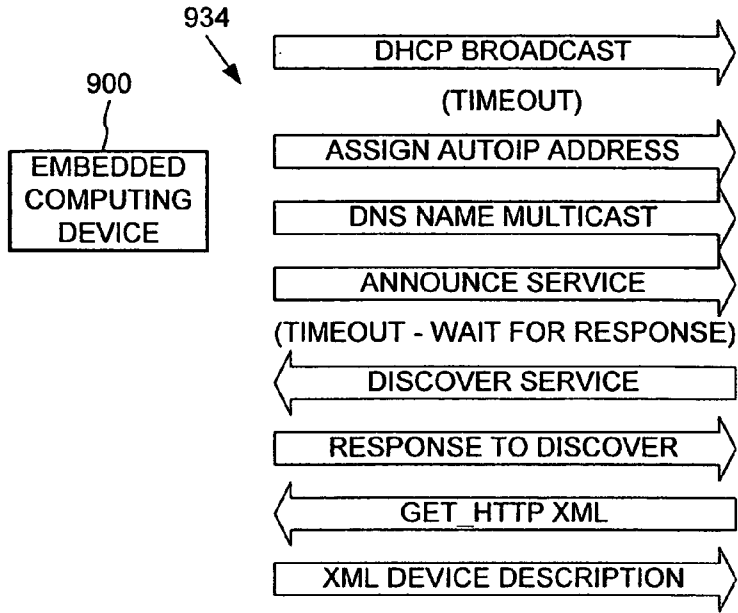 934
DHCP BROADCAST
900
(TIMEOUT)
EMBEDDED
COMPUTING
DEVICE
ASSIGN AUTOIP ADDRESS
DNS NAME MULTICAST
ANNOUNCE SERVICE
(TIMEOUT - WAIT FOR RESPONSE)
DISCOVER SERVICE
RESPONSE TO DISCOVER
GET_HTTP XML
XML DEVICE DESCRIPTION